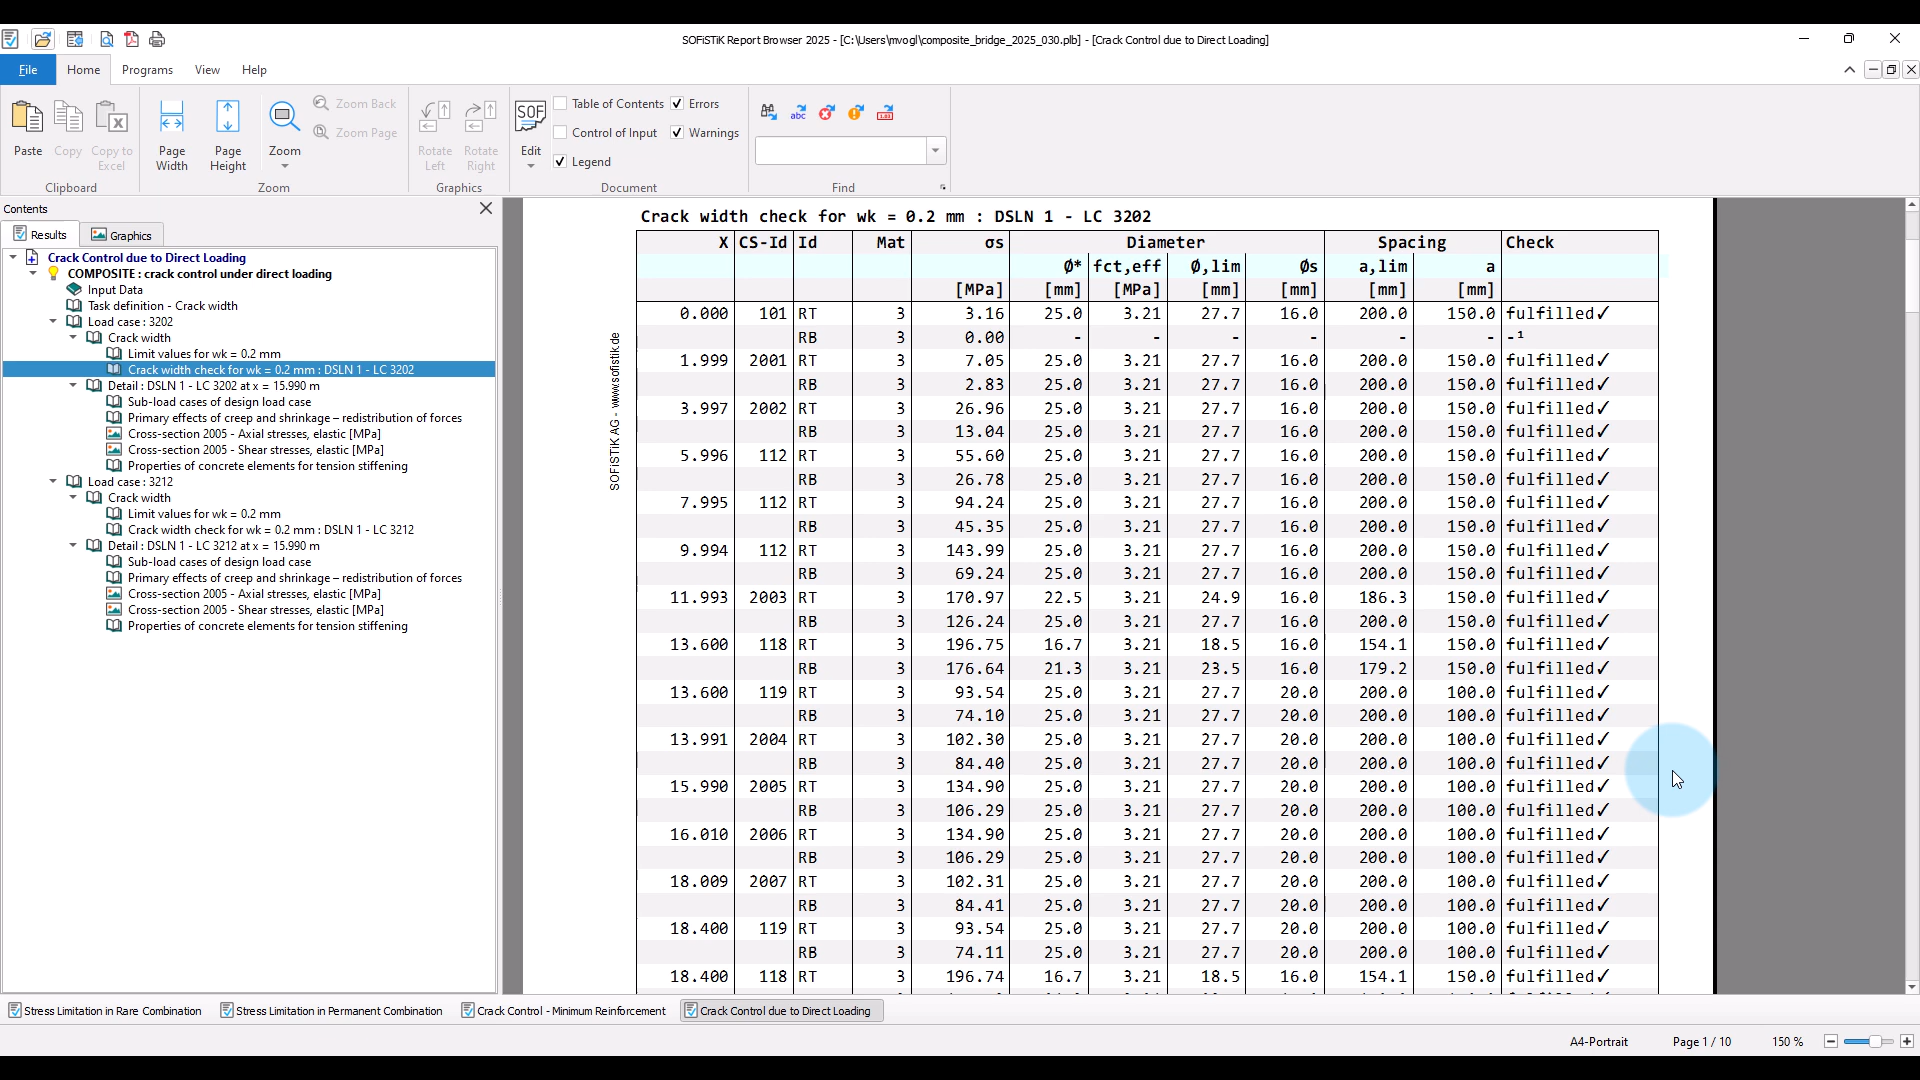 SOFiSTiK Report Browser 2025 - [C:\Users\mvogl\composite_bridge_2025_030.plb] - [Crack Control due to Direct Loading]
File Home Programs View Help
Paste Copy Copy to Excel
Clipboard
Page Width Page Height Zoom Zoom Back Zoom Page
Zoom
Rotate Left Rotate Right
Graphics
SOF Edit
Table of Contents Errors
Control of Input Warnings
Legend
Document
abc
Find
Contents
Results Graphics
Crack Control due to Direct Loading
COMPOSITE : crack control under direct loading
Input Data
Task definition - Crack width
Load case : 3202
Crack width
Limit values for wk = 0.2 mm
Crack width check for wk = 0.2 mm : DSLN 1 - LC 3202
Detail : DSLN 1 - LC 3202 at x = 15.990 m
Sub-load cases of design load case
Primary effects of creep and shrinkage – redistribution of forces
Cross-section 2005 - Axial stresses, elastic [MPa]
Cross-section 2005 - Shear stresses, elastic [MPa]
Properties of concrete elements for tension stiffening
Load case : 3212
Crack width
Limit values for wk = 0.2 mm
Crack width check for wk = 0.2 mm : DSLN 1 - LC 3212
Detail : DSLN 1 - LC 3212 at x = 15.990 m
Sub-load cases of design load case
Primary effects of creep and shrinkage – redistribution of forces
Cross-section 2005 - Axial stresses, elastic [MPa]
Cross-section 2005 - Shear stresses, elastic [MPa]
Properties of concrete elements for tension stiffening
SOFiSTiK AG - www.sofistik.de
Crack width check for wk = 0.2 mm : DSLN 1 - LC 3202
X CS-Id Id Mat σs Diameter Spacing Check
Ø* fct,eff Ø,lim Øs a,lim a
[MPa] [mm] [MPa] [mm] [mm] [mm] [mm]
0.000 101 RT 3 3.16 25.0 3.21 27.7 16.0 200.0 150.0 fulfilled✓
RB 3 0.00 - - - - - - -¹
1.999 2001 RT 3 7.05 25.0 3.21 27.7 16.0 200.0 150.0 fulfilled✓
RB 3 2.83 25.0 3.21 27.7 16.0 200.0 150.0 fulfilled✓
3.997 2002 RT 3 26.96 25.0 3.21 27.7 16.0 200.0 150.0 fulfilled✓
RB 3 13.04 25.0 3.21 27.7 16.0 200.0 150.0 fulfilled✓
5.996 112 RT 3 55.60 25.0 3.21 27.7 16.0 200.0 150.0 fulfilled✓
RB 3 26.78 25.0 3.21 27.7 16.0 200.0 150.0 fulfilled✓
7.995 112 RT 3 94.24 25.0 3.21 27.7 16.0 200.0 150.0 fulfilled✓
RB 3 45.35 25.0 3.21 27.7 16.0 200.0 150.0 fulfilled✓
9.994 112 RT 3 143.99 25.0 3.21 27.7 16.0 200.0 150.0 fulfilled✓
RB 3 69.24 25.0 3.21 27.7 16.0 200.0 150.0 fulfilled✓
11.993 2003 RT 3 170.97 22.5 3.21 24.9 16.0 186.3 150.0 fulfilled✓
RB 3 126.24 25.0 3.21 27.7 16.0 200.0 150.0 fulfilled✓
13.600 118 RT 3 196.75 16.7 3.21 18.5 16.0 154.1 150.0 fulfilled✓
RB 3 176.64 21.3 3.21 23.5 16.0 179.2 150.0 fulfilled✓
13.600 119 RT 3 93.54 25.0 3.21 27.7 20.0 200.0 100.0 fulfilled✓
RB 3 74.10 25.0 3.21 27.7 20.0 200.0 100.0 fulfilled✓
13.991 2004 RT 3 102.30 25.0 3.21 27.7 20.0 200.0 100.0 fulfilled✓
RB 3 84.40 25.0 3.21 27.7 20.0 200.0 100.0 fulfilled✓
15.990 2005 RT 3 134.90 25.0 3.21 27.7 20.0 200.0 100.0 fulfilled✓
RB 3 106.29 25.0 3.21 27.7 20.0 200.0 100.0 fulfilled✓
16.010 2006 RT 3 134.90 25.0 3.21 27.7 20.0 200.0 100.0 fulfilled✓
RB 3 106.29 25.0 3.21 27.7 20.0 200.0 100.0 fulfilled✓
18.009 2007 RT 3 102.31 25.0 3.21 27.7 20.0 200.0 100.0 fulfilled✓
RB 3 84.41 25.0 3.21 27.7 20.0 200.0 100.0 fulfilled✓
18.400 119 RT 3 93.54 25.0 3.21 27.7 20.0 200.0 100.0 fulfilled✓
RB 3 74.11 25.0 3.21 27.7 20.0 200.0 100.0 fulfilled✓
18.400 118 RT 3 196.74 16.7 3.21 18.5 16.0 154.1 150.0 fulfilled✓
Stress Limitation in Rare Combination Stress Limitation in Permanent Combination Crack Control - Minimum Reinforcement Crack Control due to Direct Loading
A4-Portrait Page 1 / 10 150 %